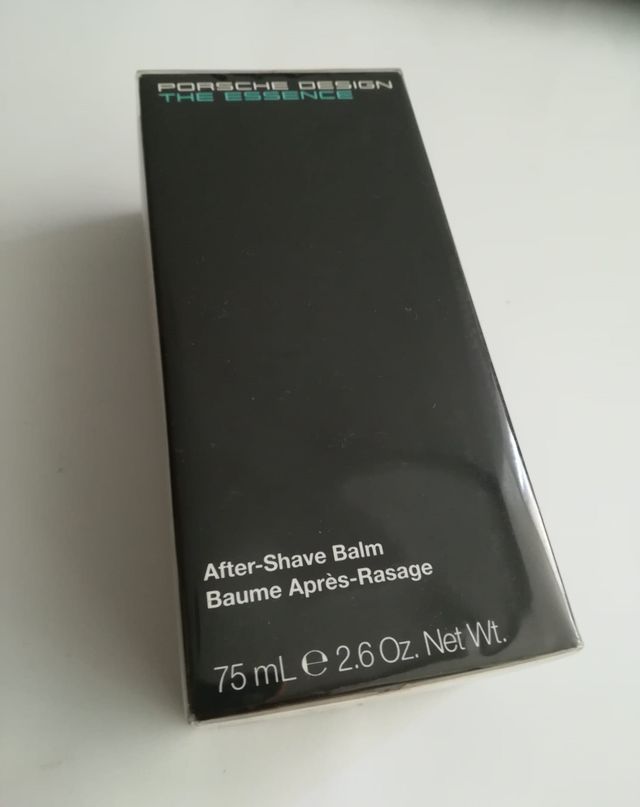 PORSCHE DESIGN
THE ESSENCE
After-Shave Balm
Baume Après-Rasage
75 mL ℮ 2.6 Oz. Net Wt.